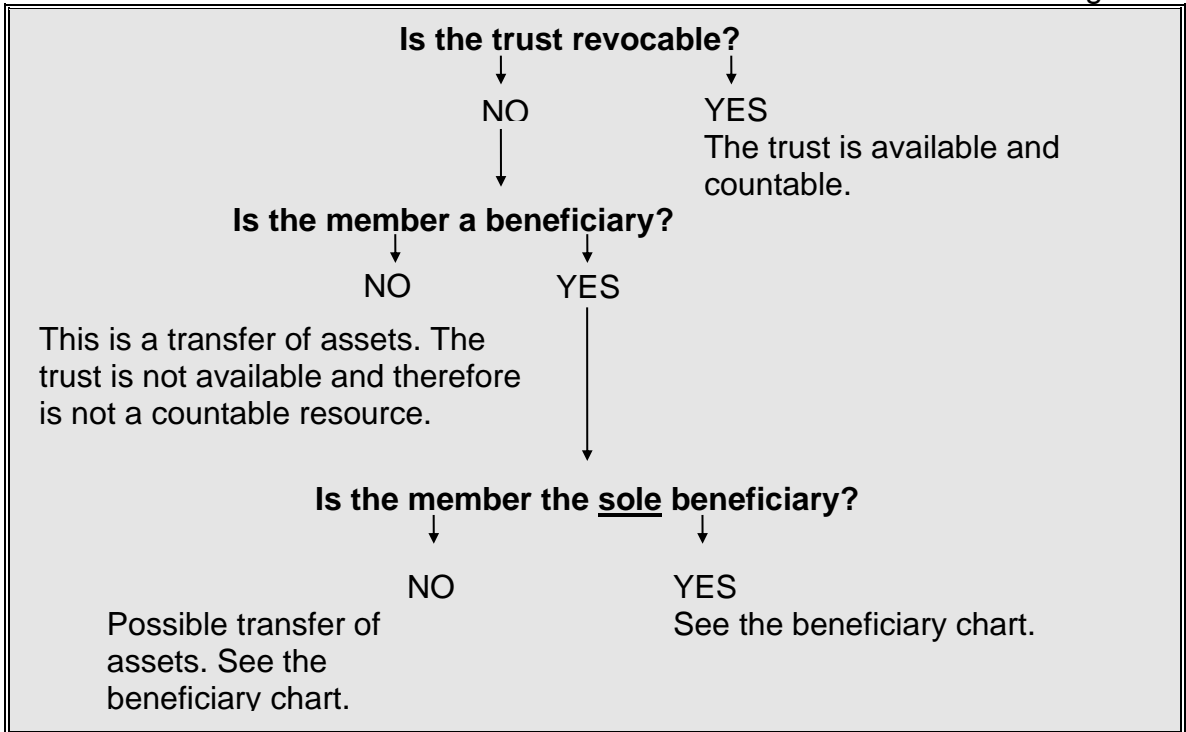 Is the trust revocable?
NO YES
The trust is available and
countable.
Is the member a beneficiary?
NO YES
This is a transfer of assets. The
trust is not available and therefore
is not a countable resource.
Is the member the sole beneficiary?
NO YES
Possible transfer of
assets. See the
beneficiary chart.
See the beneficiary chart.